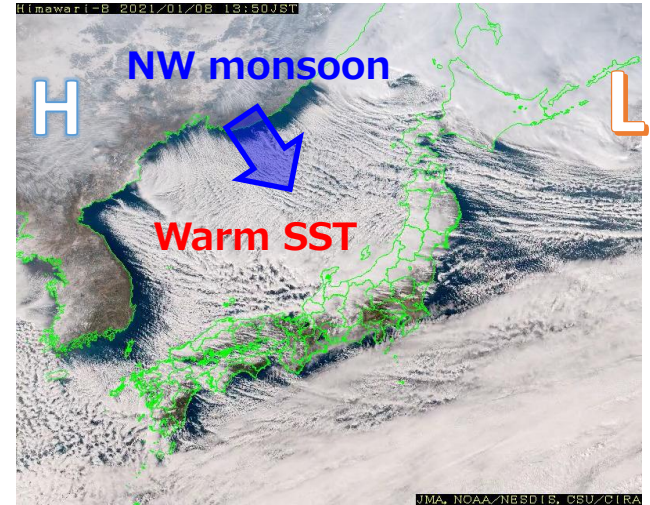 Himawari-8 2021/01/08 13:50JST
NW monsoon
H
L
Warm SST
JMA, NOAA/NESDIS, CSU/CIRA